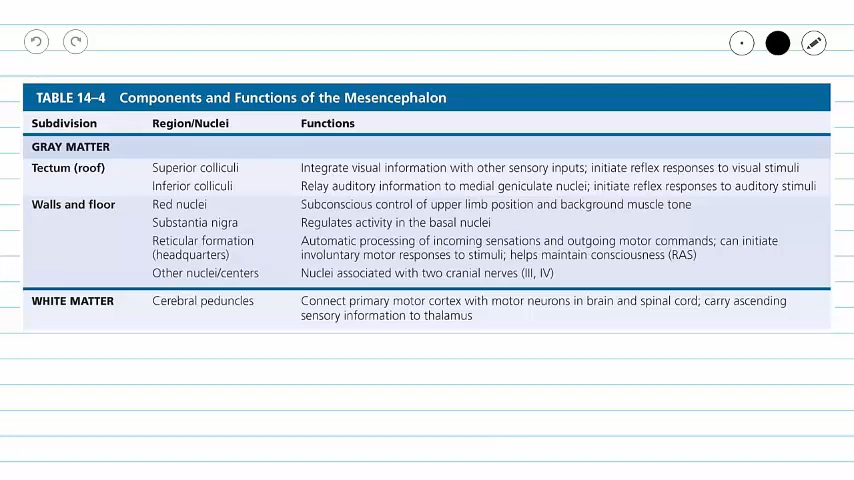 TABLE 14–4 Components and Functions of the Mesencephalon
Subdivision Region/Nuclei Functions
GRAY MATTER
Tectum (roof) Superior colliculi Integrate visual information with other sensory inputs; initiate reflex responses to visual stimuli
Inferior colliculi Relay auditory information to medial geniculate nuclei; initiate reflex responses to auditory stimuli
Walls and floor Red nuclei Subconscious control of upper limb position and background muscle tone
Substantia nigra Regulates activity in the basal nuclei
Reticular formation Automatic processing of incoming sensations and outgoing motor commands; can initiate
(headquarters) involuntary motor responses to stimuli; helps maintain consciousness (RAS)
Other nuclei/centers Nuclei associated with two cranial nerves (III, IV)
WHITE MATTER Cerebral peduncles Connect primary motor cortex with motor neurons in brain and spinal cord; carry ascending
sensory information to thalamus